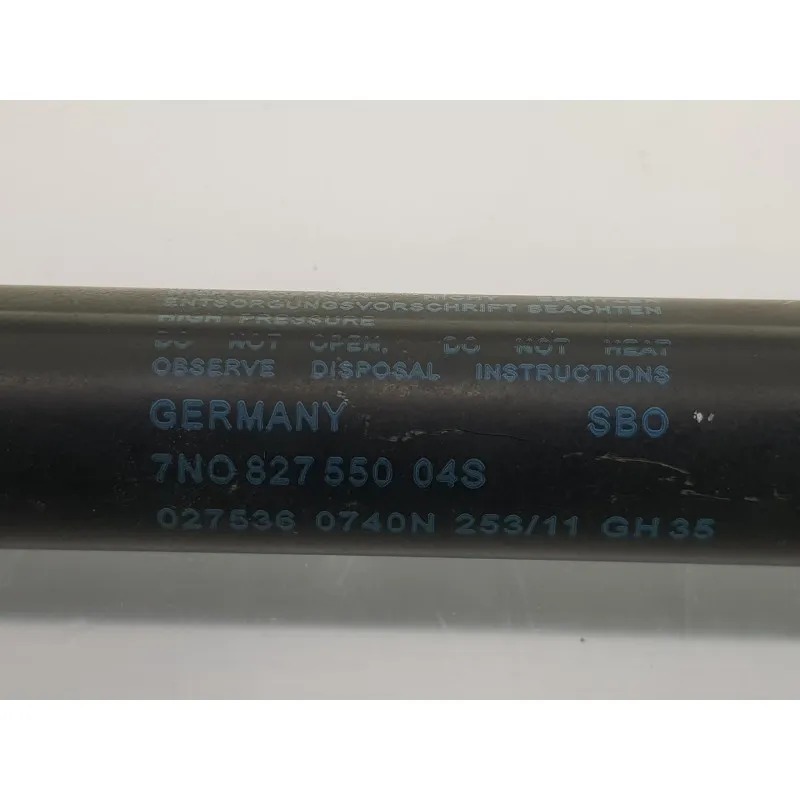 ENTSORGUNGSVORSCHRIFT BEACHTEN
HIGH PRESSURE
DO NOT OPEN. DO NOT HEAT
OBSERVE DISPOSAL INSTRUCTIONS
GERMANY SBO
7N0 827 550 04S
027536 0740N 253/11 GH 35